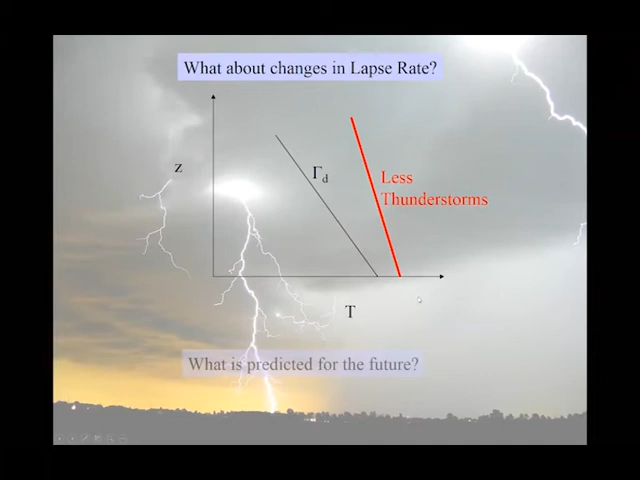 What about changes in Lapse Rate?
z
Γd
Less
Thunderstorms
T
What is predicted for the future?